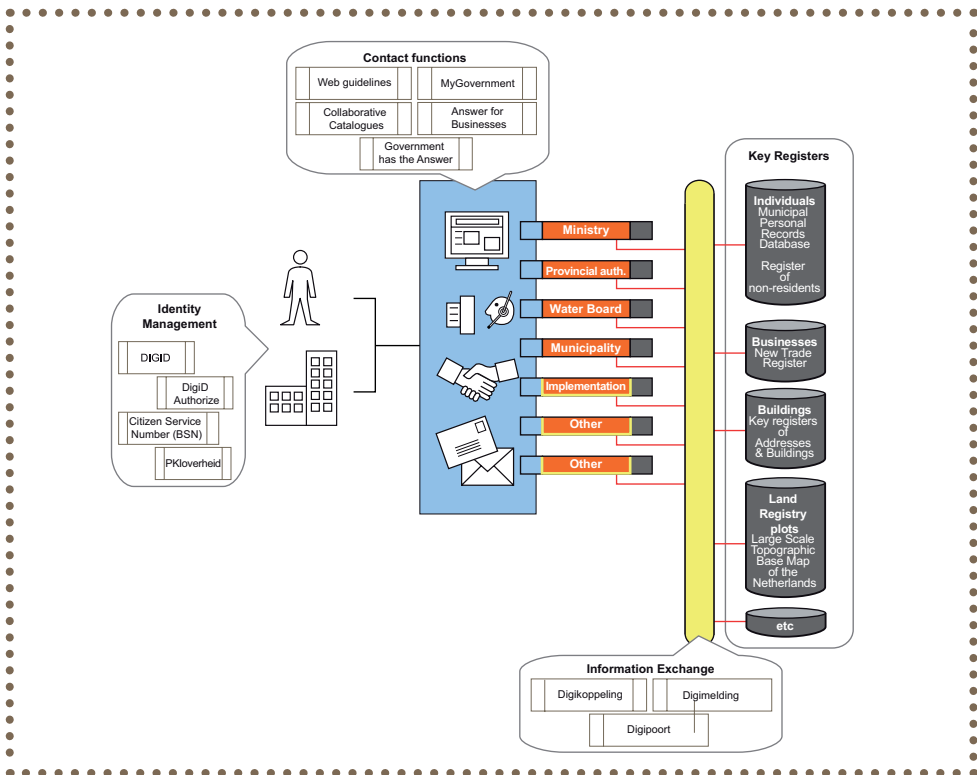 Contact functions
Web guidelines
MyGovernment
Collaborative
Catalogues
Answer for
Businesses
Government
has the Answer
Key Registers
Individuals
Municipal
Personal
Records
Database
Register
of
non-residents
Businesses
New Trade
Register
Buildings
Key registers
of
Addresses
& Buildings
Land
Registry
plots
Large Scale
Topographic
Base Map
of the
Netherlands
etc
Ministry
Provincial auth.
Water Board
Municipality
Implementation
Other
Other
Identity
Management
DIGID
DigiD
Authorize
Citizen Service
Number (BSN)
PKIoverheid
Information Exchange
Digikoppeling
Digimelding
Digipoort